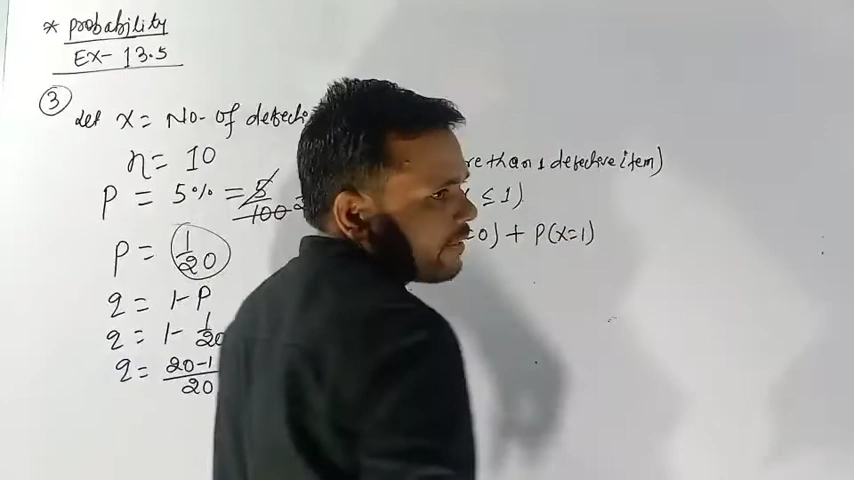 * probability
Ex- 13.5
③ let x = No. of defecti
n = 10
P = 5% = 5/100 =
P = 1/20
q = 1-P
q = 1- 1/20
q = 20-1/20
re than 1 defective item)
x ≤ 1)
=0) + P(x=1)